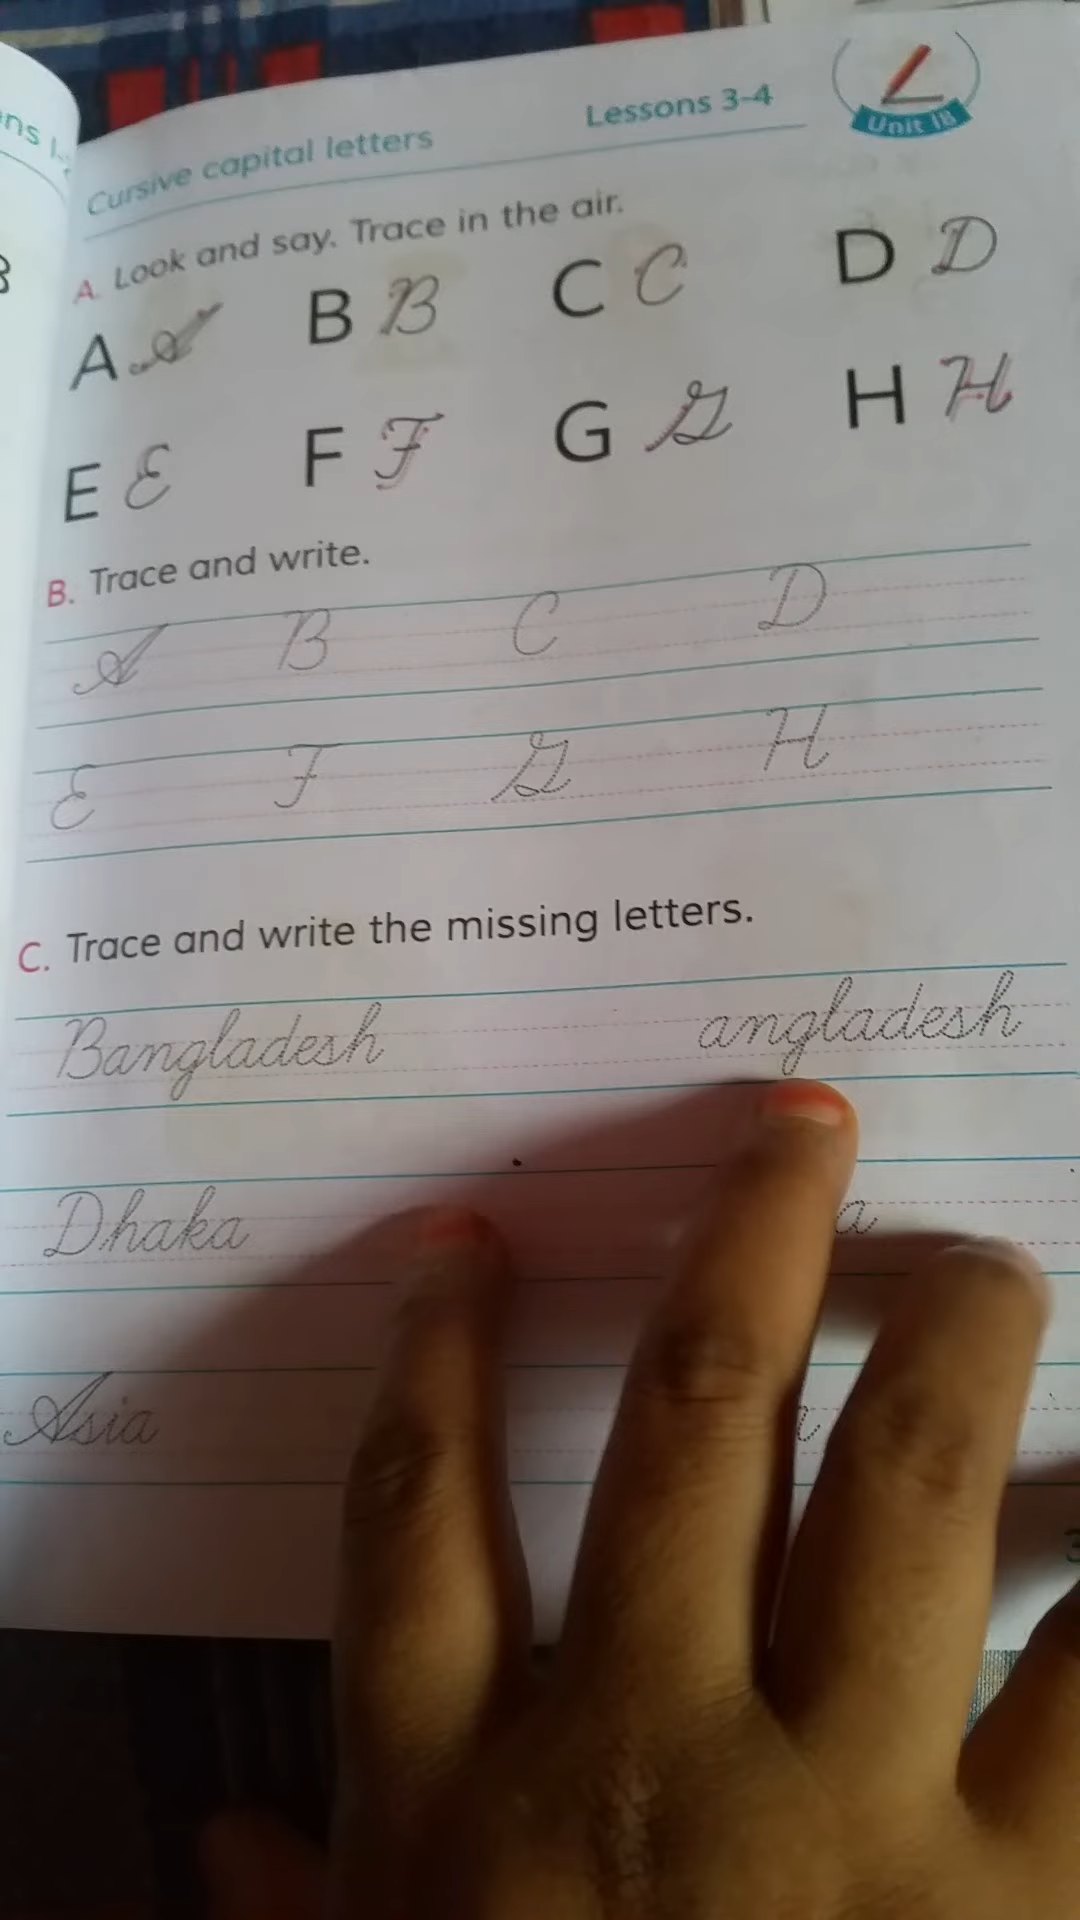 Cursive capital letters Lessons 3-4 Unit 18
A. Look and say. Trace in the air.
A A B B C C D D
E E F F G G H H
B. Trace and write.
A B C D
E F G H
C. Trace and write the missing letters.
Bangladesh angladesh
Dhaka a
Asia